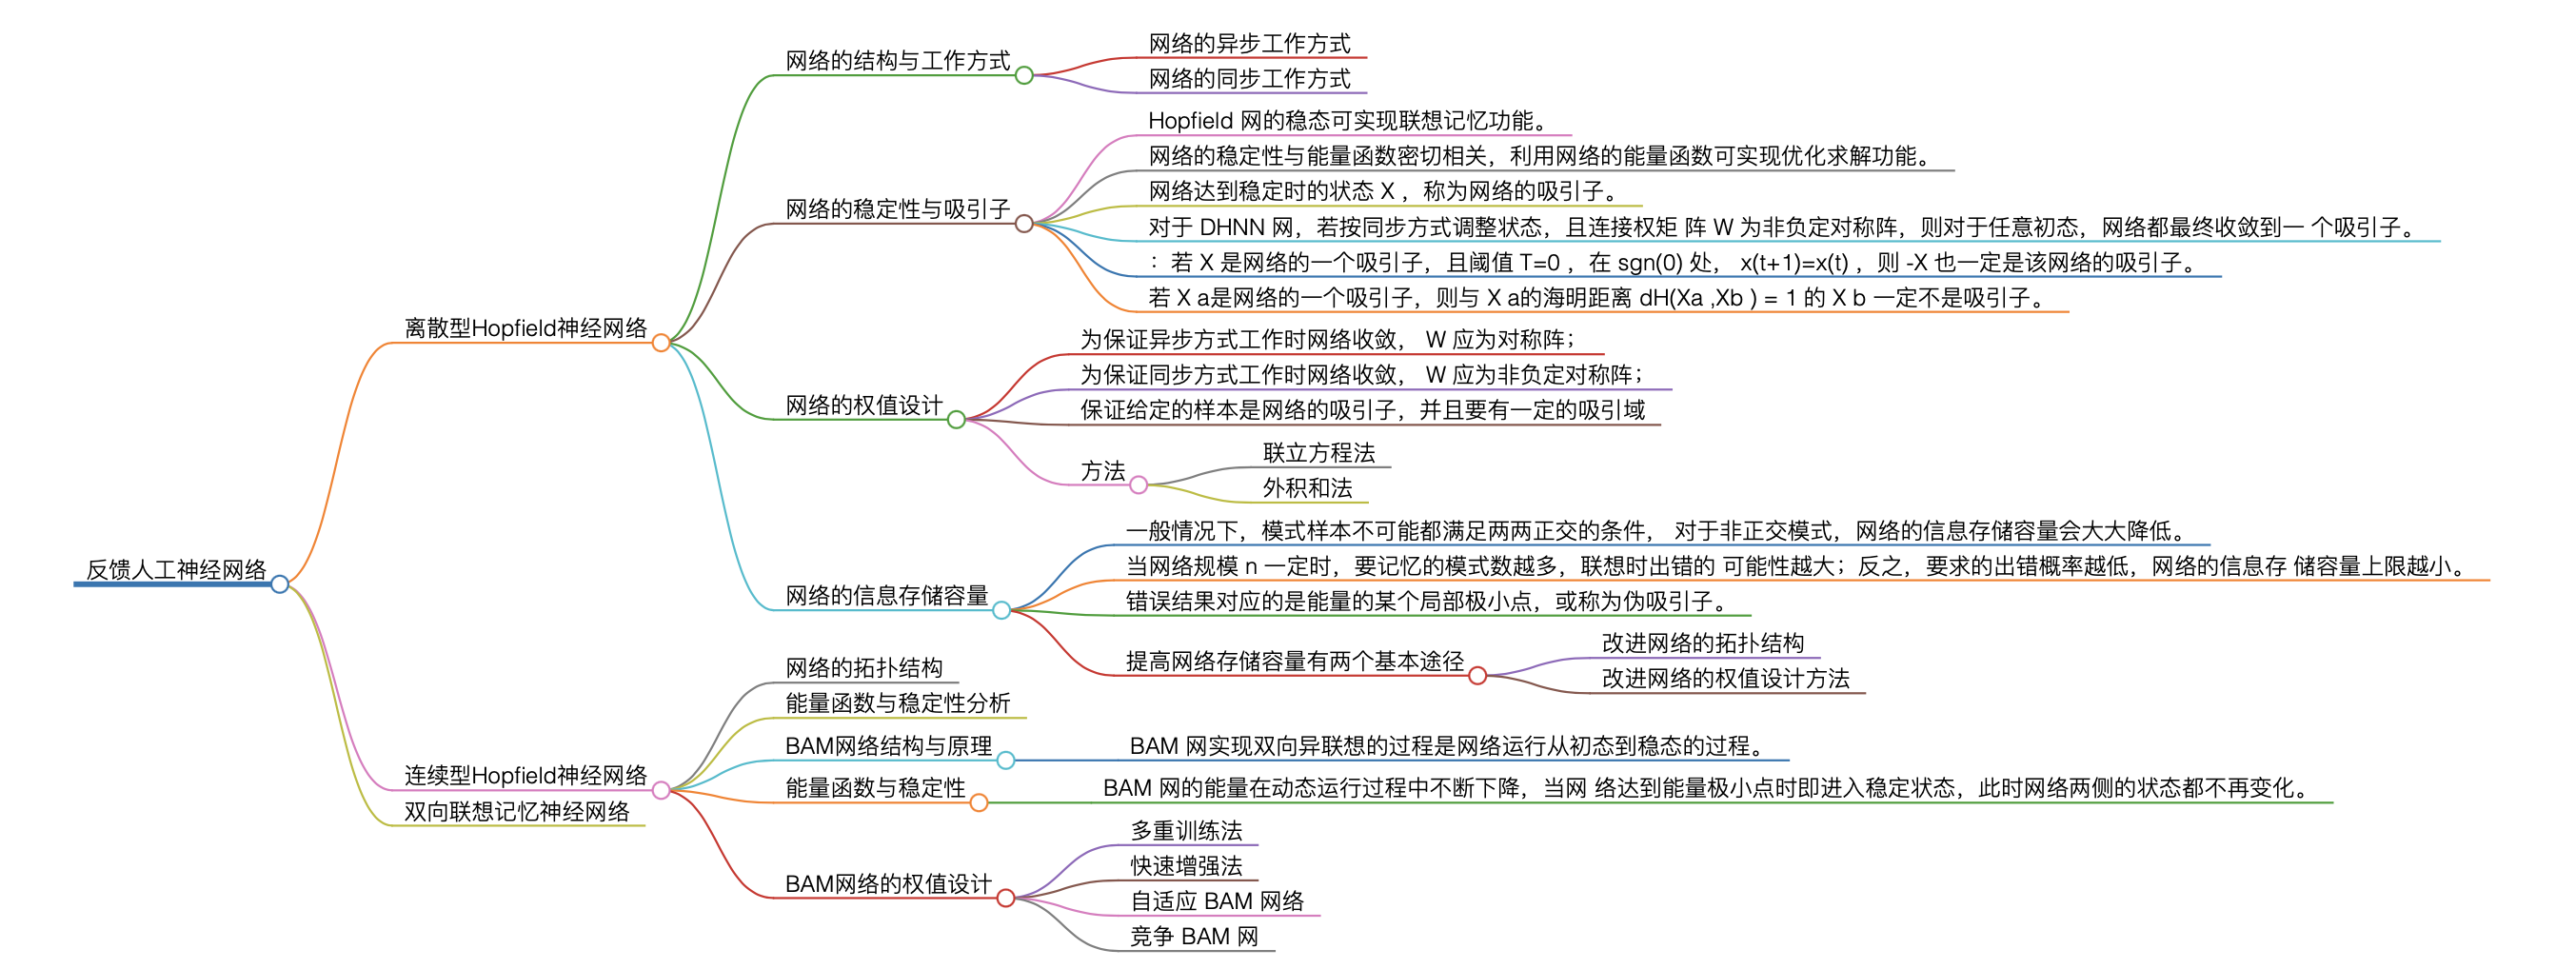 反馈人工神经网络
离散型Hopfield神经网络
网络的结构与工作方式
网络的异步工作方式
网络的同步工作方式
网络的稳定性与吸引子
Hopfield 网的稳态可实现联想记忆功能。
网络的稳定性与能量函数密切相关，利用网络的能量函数可实现优化求解功能。
网络达到稳定时的状态 X ，称为网络的吸引子。
对于 DHNN 网，若按同步方式调整状态，且连接权矩 阵 W 为非负定对称阵，则对于任意初态，网络都最终收敛到一 个吸引子。
：若 X 是网络的一个吸引子，且阈值 T=0 ，在 sgn(0) 处， x(t+1)=x(t) ，则 -X 也一定是该网络的吸引子。
若 X a是网络的一个吸引子，则与 X a的海明距离 dH(Xa ,Xb ) = 1 的 X b 一定不是吸引子。
网络的权值设计
为保证异步方式工作时网络收敛， W 应为对称阵；
为保证同步方式工作时网络收敛， W 应为非负定对称阵；
保证给定的样本是网络的吸引子，并且要有一定的吸引域
方法
联立方程法
外积和法
网络的信息存储容量
一般情况下，模式样本不可能都满足两两正交的条件， 对于非正交模式，网络的信息存储容量会大大降低。
当网络规模 n 一定时，要记忆的模式数越多，联想时出错的 可能性越大；反之，要求的出错概率越低，网络的信息存 储容量上限越小。
错误结果对应的是能量的某个局部极小点，或称为伪吸引子。
提高网络存储容量有两个基本途径
改进网络的拓扑结构
改进网络的权值设计方法
连续型Hopfield神经网络
网络的拓扑结构
能量函数与稳定性分析
BAM网络结构与原理
BAM 网实现双向异联想的过程是网络运行从初态到稳态的过程。
能量函数与稳定性
BAM 网的能量在动态运行过程中不断下降，当网 络达到能量极小点时即进入稳定状态，此时网络两侧的状态都不再变化。
BAM网络的权值设计
多重训练法
快速增强法
自适应 BAM 网络
竞争 BAM 网
双向联想记忆神经网络